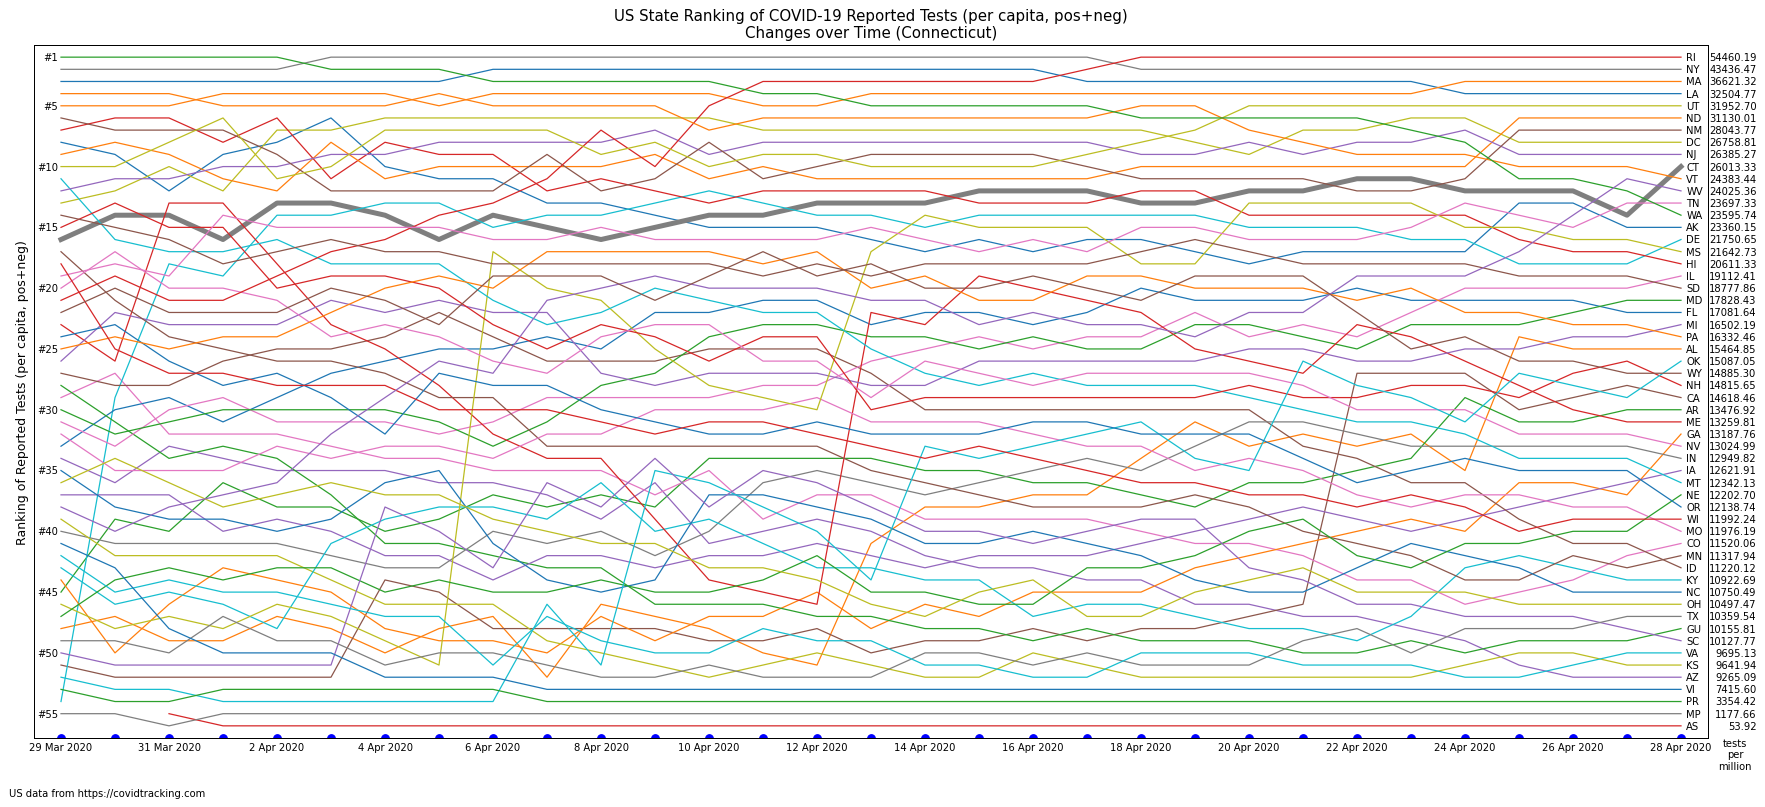 US State Ranking of COVID-19 Reported Tests (per capita, pos+neg)
Changes over Time (Connecticut)
Ranking of Reported Tests (per capita, pos+neg)
#1
#5
#10
#15
#20
#25
#30
#35
#40
#45
#50
#55
RI 54460.19
NY 43436.47
MA 36621.32
LA 32504.77
UT 31952.70
ND 31130.01
NM 28043.77
DC 26758.81
NJ 26385.27
CT 26013.33
VT 24383.44
WV 24025.36
TN 23697.33
WA 23595.74
AK 23360.15
DE 21750.65
MS 21642.73
HI 20611.33
IL 19112.41
SD 18777.86
MD 17828.43
FL 17081.64
MI 16502.19
PA 16332.46
AL 15464.85
OK 15087.05
WY 14885.30
NH 14815.65
CA 14618.46
AR 13476.92
ME 13259.81
GA 13187.76
NV 13024.99
IN 12949.82
IA 12621.91
MT 12342.13
NE 12202.70
OR 12138.74
WI 11992.24
MO 11976.19
CO 11520.06
MN 11317.94
ID 11220.12
KY 10922.69
NC 10750.49
OH 10497.47
TX 10359.54
GU 10155.81
SC 10127.77
VA 9695.13
KS 9641.94
AZ 9265.09
VI 7415.60
PR 3354.42
MP 1177.66
AS 53.92
29 Mar 2020 31 Mar 2020 2 Apr 2020 4 Apr 2020 6 Apr 2020 8 Apr 2020 10 Apr 2020 12 Apr 2020 14 Apr 2020 16 Apr 2020 18 Apr 2020 20 Apr 2020 22 Apr 2020 24 Apr 2020 26 Apr 2020 28 Apr 2020
tests
per
million
US data from https://covidtracking.com